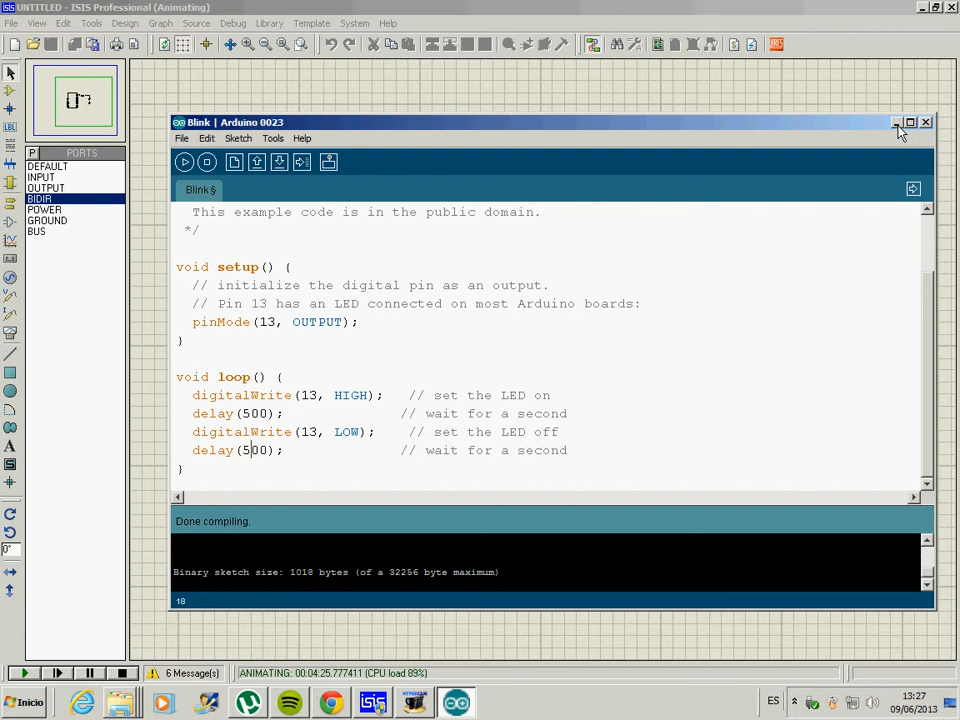 UNTITLED - ISIS Professional (Animating)
File View Edit Tools Design Graph Source Debug Library Template System Help
ARES
LBL
P PORTS
DEFAULT
INPUT
OUTPUT
BIDIR
POWER
GROUND
BUS
A
0°
Blink | Arduino 0023
File Edit Sketch Tools Help
Blink §
This example code is in the public domain.
*/
void setup() {
// initialize the digital pin as an output.
// Pin 13 has an LED connected on most Arduino boards:
pinMode(13, OUTPUT);
}
void loop() {
digitalWrite(13, HIGH); // set the LED on
delay(500); // wait for a second
digitalWrite(13, LOW); // set the LED off
delay(500); // wait for a second
}
Done compiling.
Binary sketch size: 1018 bytes (of a 32256 byte maximum)
18
6 Message(s) ANIMATING: 00:04:25.777411 (CPU load 89%)
Inicio
HYPERCAM
ISIS
ES
13:27
09/06/2013